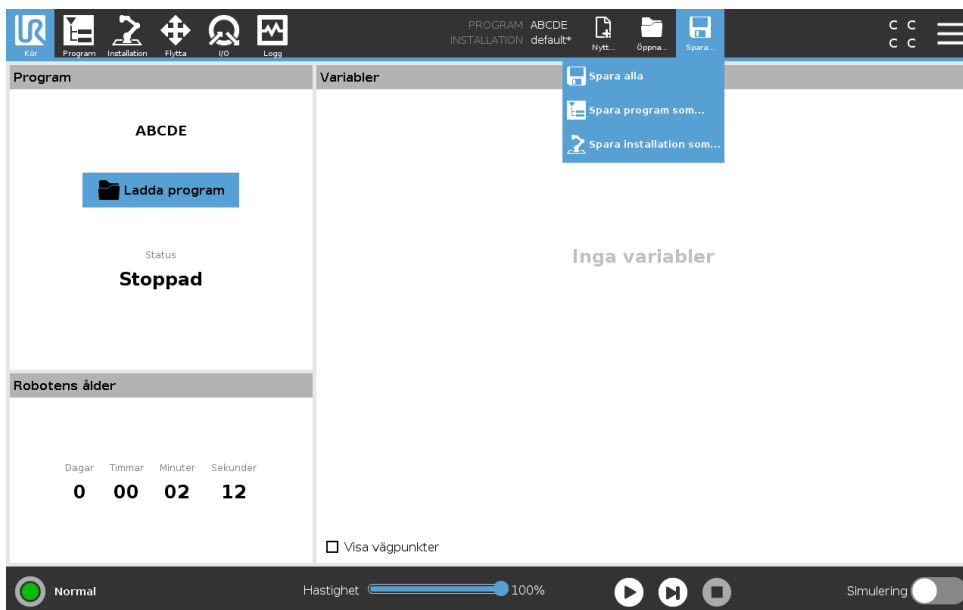 UR
Kör
Program
Installation
Flytta
I/O
Logg
PROGRAM ABCDE
INSTALLATION default*
Nytt...
Öppna...
Spara...
C C
C C
Spara alla
Spara program som...
Spara installation som...
Program
ABCDE
Ladda program
Status
Stoppad
Variabler
Inga variabler
Visa vägpunkter
Robotens ålder
Dagar Timmar Minuter Sekunder
0 00 02 12
Normal
Hastighet 100%
Simulering